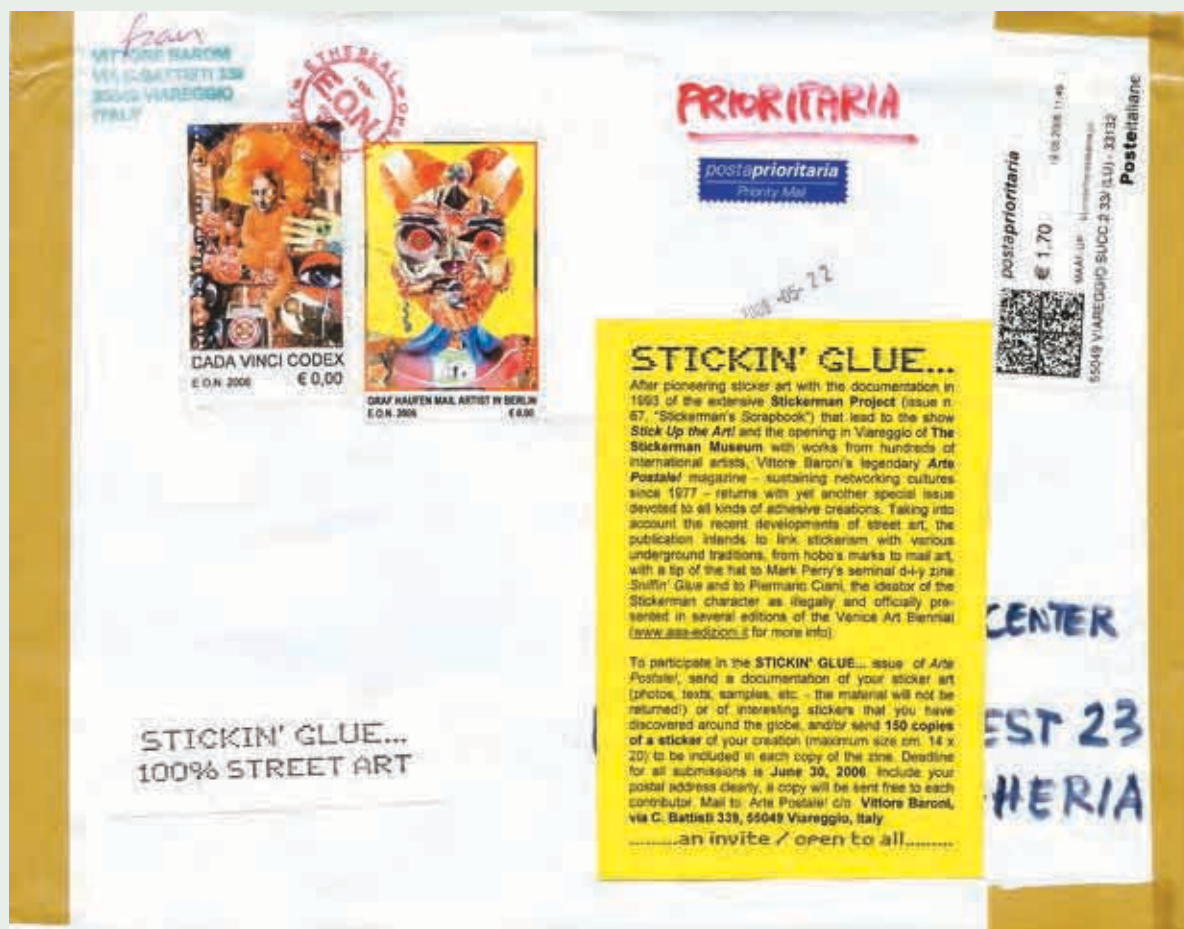 from
VITTORE BARONI
VIA C. BATTISTI 339
55049 VIAREGGIO
ITALY
ETHEREAL
EON
CADA VINCI CODEX
E.O.N. 2006 € 0,00
GRAF HAUFEN MAIL ARTIST IN BERLIN
E.O.N. 2006 € 0,00
PRIORITARIA
postaprioritaria
Priority Mail
-05- 22
postaprioritaria
€ 1,70
55049 VIAREGGIO SUCC.2 33/ (LU) - 33132
Posteitaliane
STICKIN' GLUE...
After pioneering sticker art with the documentation in
1993 of the extensive Stickerman Project (issue n.
67, "Stickerman's Scrapbook") that lead to the show
Stick Up the Art! and the opening in Viareggio of The
Stickerman Museum with works from hundreds of
international artists, Vittore Baroni's legendary Arte
Postale! magazine - sustaining networking cultures
since 1977 - returns with yet another special issue
devoted to all kinds of adhesive creations. Taking into
account the recent developments of street art, the
publication intends to link stickerism with various
underground traditions, from hobo's marks to mail art,
with a tip of the hat to Mark Perry's seminal d-i-y zine
Sniffin' Glue and to Piermario Ciani, the ideator of the
Stickerman character as illegally and officially pre-
sented in several editions of the Venice Art Biennial
(www.aaa-edizioni.it for more info).
To participate in the STICKIN' GLUE... issue of Arte
Postale!, send a documentation of your sticker art
(photos, texts, samples, etc. - the material will not be
returned!) or of interesting stickers that you have
discovered around the globe, and/or send 150 copies
of a sticker of your creation (maximum size cm. 14 x
20) to be included in each copy of the zine. Deadline
for all submissions is June 30, 2006. Include your
postal address clearly, a copy will be sent free to each
contributor. Mail to: Arte Postale! c/o Vittore Baroni,
via C. Battisti 339, 55049 Viareggio, Italy
.........an invite / open to all.........
CENTER
EST 23
HERIA
STICKIN' GLUE...
100% STREET ART